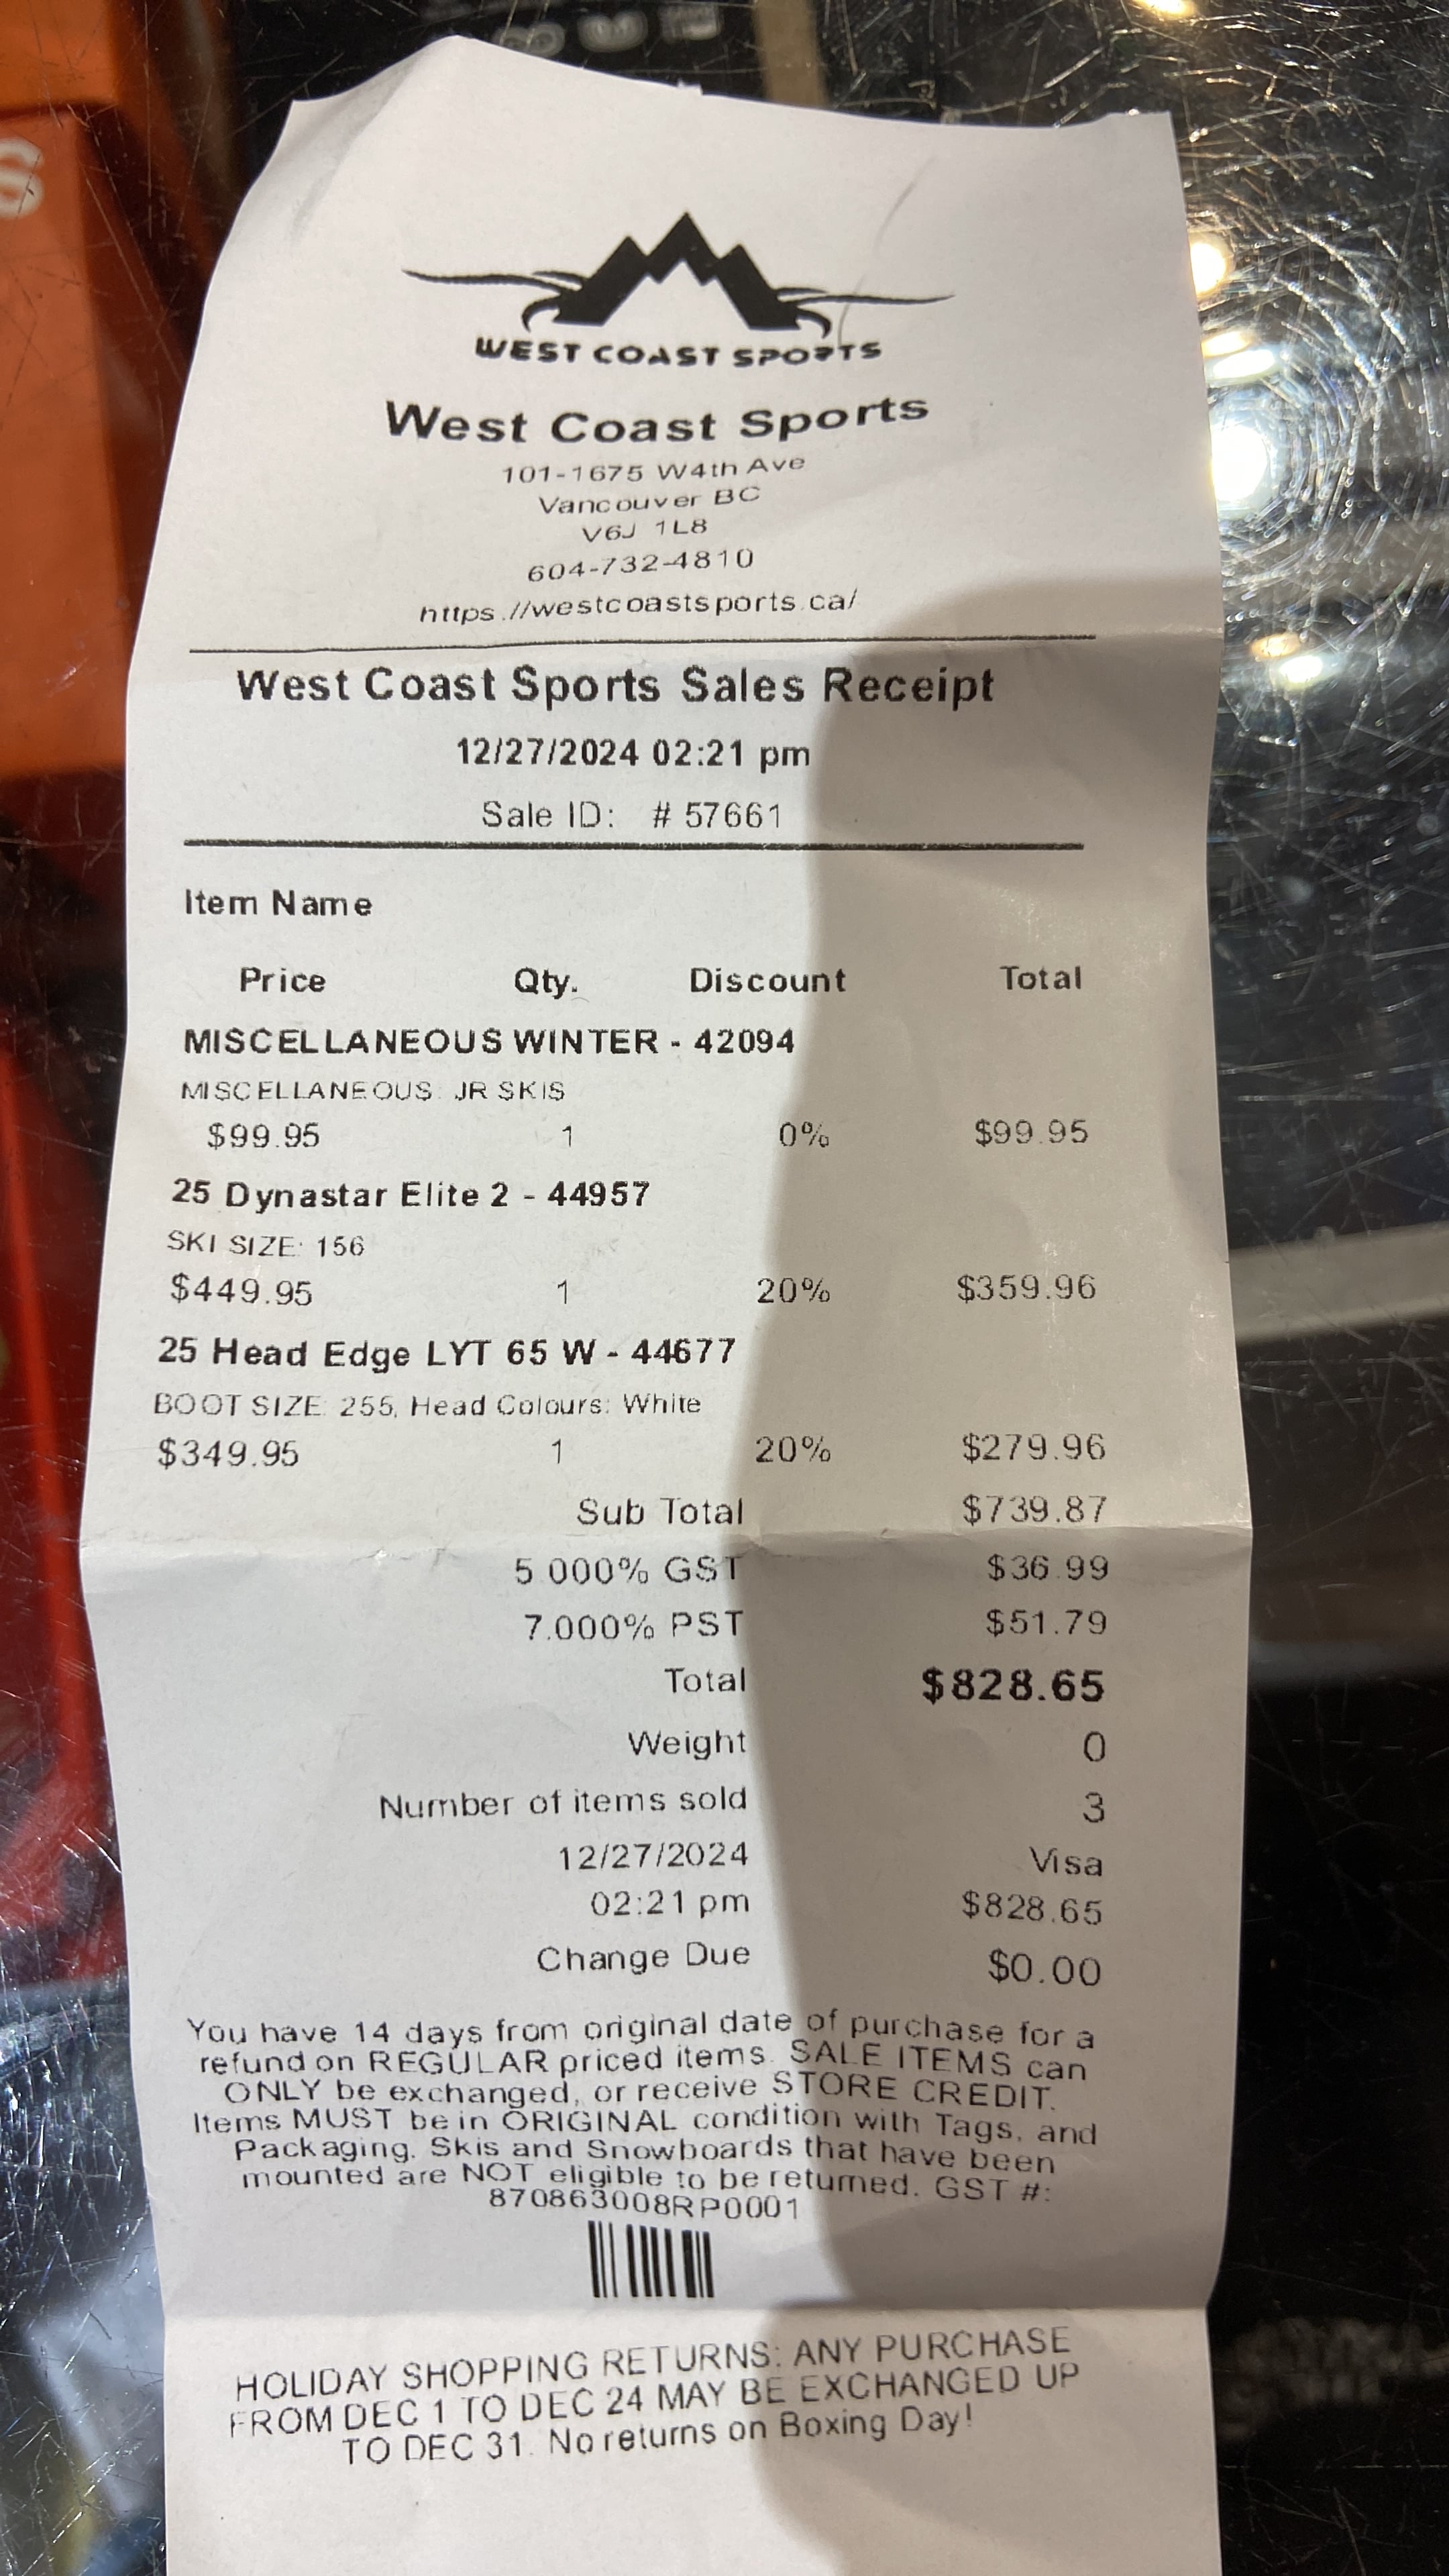 S
WEST COAST SPORTS
West Coast Sports
101-1675 W4th Ave
Vancouver BC
V6J 1L8
604-732-4810
https://westcoastsports.ca/
West Coast Sports Sales Receipt
12/27/2024 02:21 pm
Sale ID: # 57661
Item Name
Price Qty. Discount Total
MISCELLANEOUS WINTER - 42094
MISCELLANEOUS: JR SKIS
$99.95 1 0% $99.95
25 Dynastar Elite 2 - 44957
SKI SIZE: 156
$449.95 1 20% $359.96
25 Head Edge LYT 65 W - 44677
BOOT SIZE: 255, Head Colours: White
$349.95 1 20% $279.96
Sub Total $739.87
5.000% GST $36.99
7.000% PST $51.79
Total $828.65
Weight 0
Number of items sold 3
12/27/2024 Visa
02:21 pm $828.65
Change Due $0.00
You have 14 days from original date of purchase for a
refund on REGULAR priced items. SALE ITEMS can
ONLY be exchanged, or receive STORE CREDIT.
Items MUST be in ORIGINAL condition with Tags, and
Packaging. Skis and Snowboards that have been
mounted are NOT eligible to be returned. GST #:
870863008RP0001
HOLIDAY SHOPPING RETURNS: ANY PURCHASE
FROM DEC 1 TO DEC 24 MAY BE EXCHANGED UP
TO DEC 31. No returns on Boxing Day!